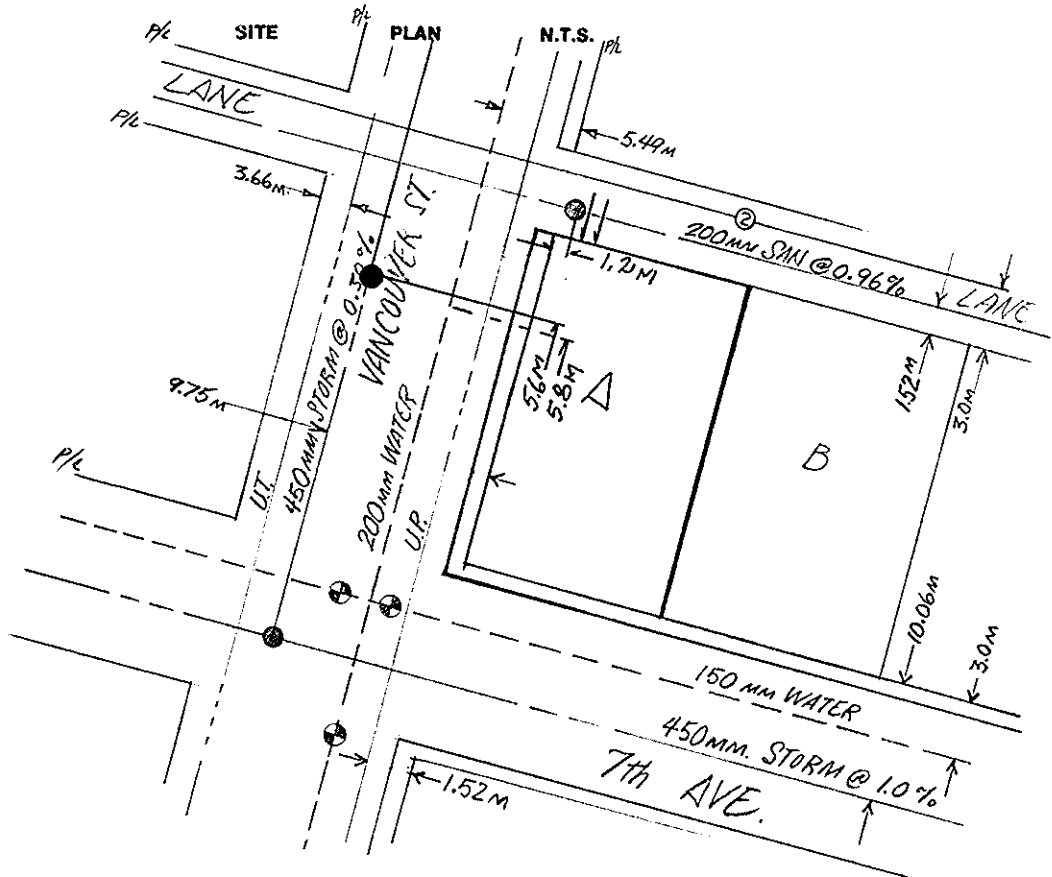 SITE PLAN N.T.S.
P/L
P/L
P/L
LANE
P/L
5.49M
3.66M
②
200MM SAN @ 0.96%
1.2M
LANE
VANCOUVER ST.
450MM STORM @ 0.50%
5.6M
5.8M
A
152M
3.0M
9.75M
200MM WATER
B
P/L
U.T.
U.P.
10.06M
3.0M
150 MM WATER
450MM. STORM @ 1.0%
7th AVE.
1.52M